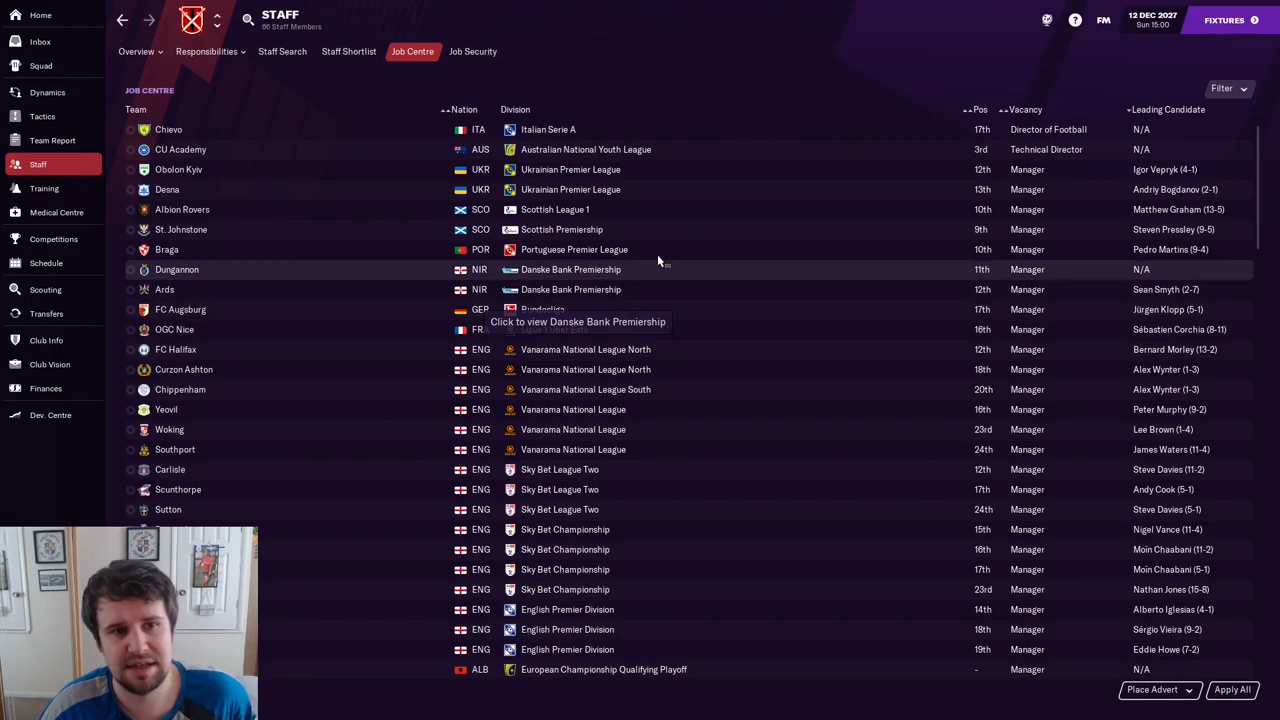 Home
Inbox
Squad
Dynamics
Tactics
Team Report
Staff
Training
Medical Centre
Competitions
Schedule
Scouting
Transfers
Club Info
Club Vision
Finances
Dev. Centre
STAFF
66 Staff Members
FM
12 DEC 2027
Sun 15:00
FIXTURES
Overview
Responsibilities
Staff Search
Staff Shortlist
Job Centre
Job Security
JOB CENTRE
Filter
Team Nation Division Pos Vacancy Leading Candidate
Chievo ITA Italian Serie A 17th Director of Football N/A
CU Academy AUS Australian National Youth League 3rd Technical Director N/A
Obolon Kyiv UKR Ukrainian Premier League 12th Manager Igor Vepryk (4-1)
Desna UKR Ukrainian Premier League 13th Manager Andriy Bogdanov (2-1)
Albion Rovers SCO Scottish League 1 10th Manager Matthew Graham (13-5)
St. Johnstone SCO Scottish Premiership 9th Manager Steven Pressley (9-5)
Braga POR Portuguese Premier League 10th Manager Pedro Martins (9-4)
Dungannon NIR Danske Bank Premiership 11th Manager N/A
Ards NIR Danske Bank Premiership 12th Manager Sean Smyth (2-7)
FC Augsburg GER Bundesliga 17th Manager Jürgen Klopp (5-1)
Click to view Danske Bank Premiership
OGC Nice FRA 16th Manager Sébastien Corchia (8-11)
FC Halifax ENG Vanarama National League North 12th Manager Bernard Morley (13-2)
Curzon Ashton ENG Vanarama National League North 18th Manager Alex Wynter (1-3)
Chippenham ENG Vanarama National League South 20th Manager Alex Wynter (1-3)
Yeovil ENG Vanarama National League 16th Manager Peter Murphy (9-2)
Woking ENG Vanarama National League 23rd Manager Lee Brown (1-4)
Southport ENG Vanarama National League 24th Manager James Waters (11-4)
Carlisle ENG Sky Bet League Two 12th Manager Steve Davies (11-2)
Scunthorpe ENG Sky Bet League Two 17th Manager Andy Cook (5-1)
Sutton ENG Sky Bet League Two 24th Manager Steve Davies (5-1)
ENG Sky Bet Championship 15th Manager Nigel Vance (11-4)
ENG Sky Bet Championship 16th Manager Moïn Chaabani (11-2)
ENG Sky Bet Championship 17th Manager Moïn Chaabani (5-1)
ENG Sky Bet Championship 23rd Manager Nathan Jones (15-8)
ENG English Premier Division 14th Manager Alberto Iglesias (4-1)
ENG English Premier Division 18th Manager Sérgio Vieira (9-2)
ENG English Premier Division 19th Manager Eddie Howe (7-2)
ALB European Championship Qualifying Playoff - Manager N/A
Place Advert
Apply All